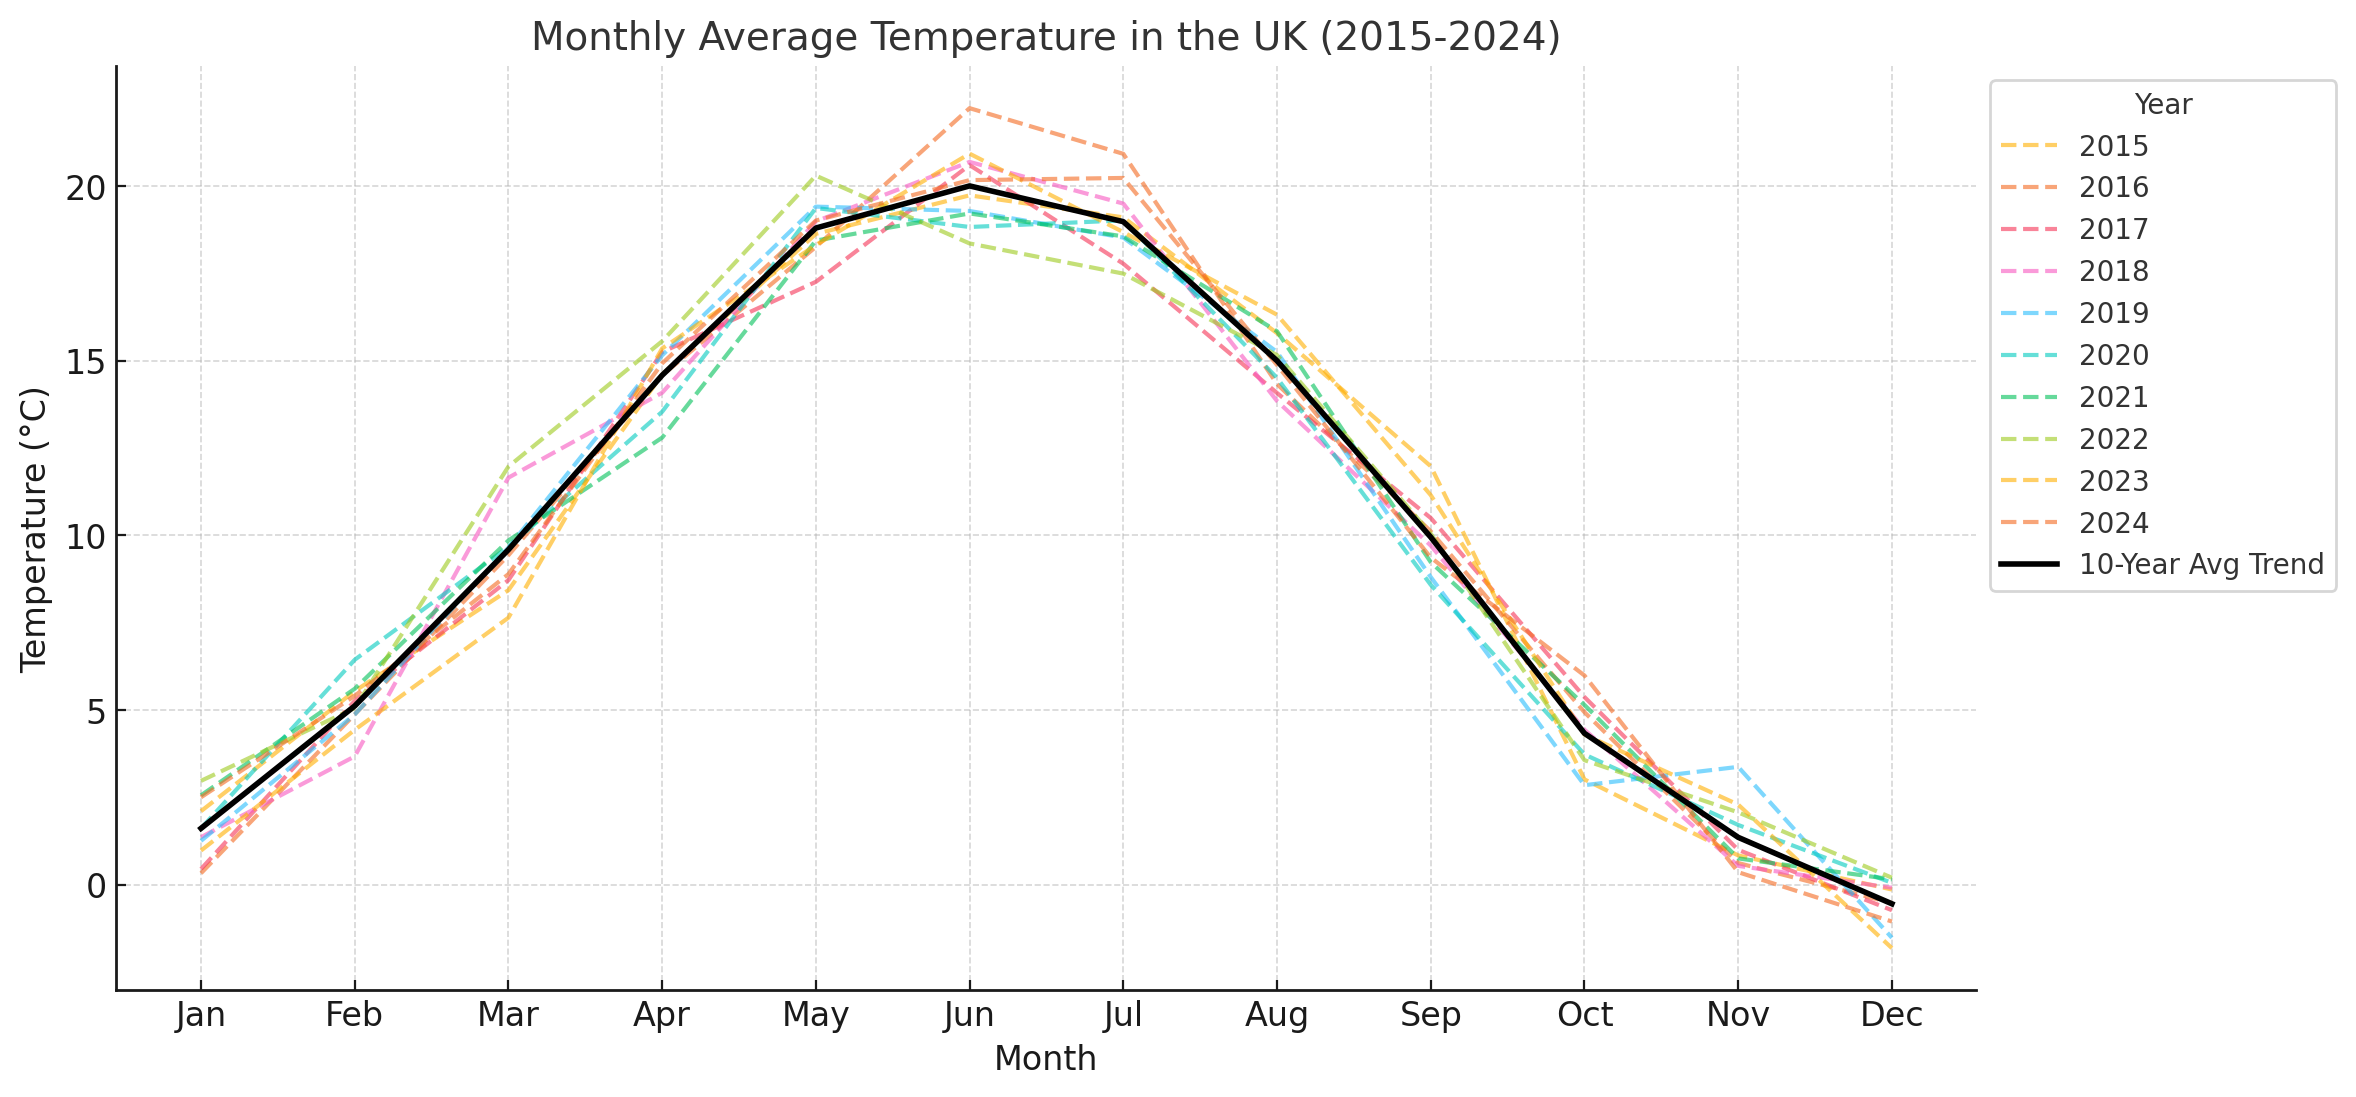 Monthly Average Temperature in the UK (2015-2024)
Temperature (°C)
20
15
10
5
0
Jan Feb Mar Apr May Jun Jul Aug Sep Oct Nov Dec
Month
Year
2015
2016
2017
2018
2019
2020
2021
2022
2023
2024
10-Year Avg Trend